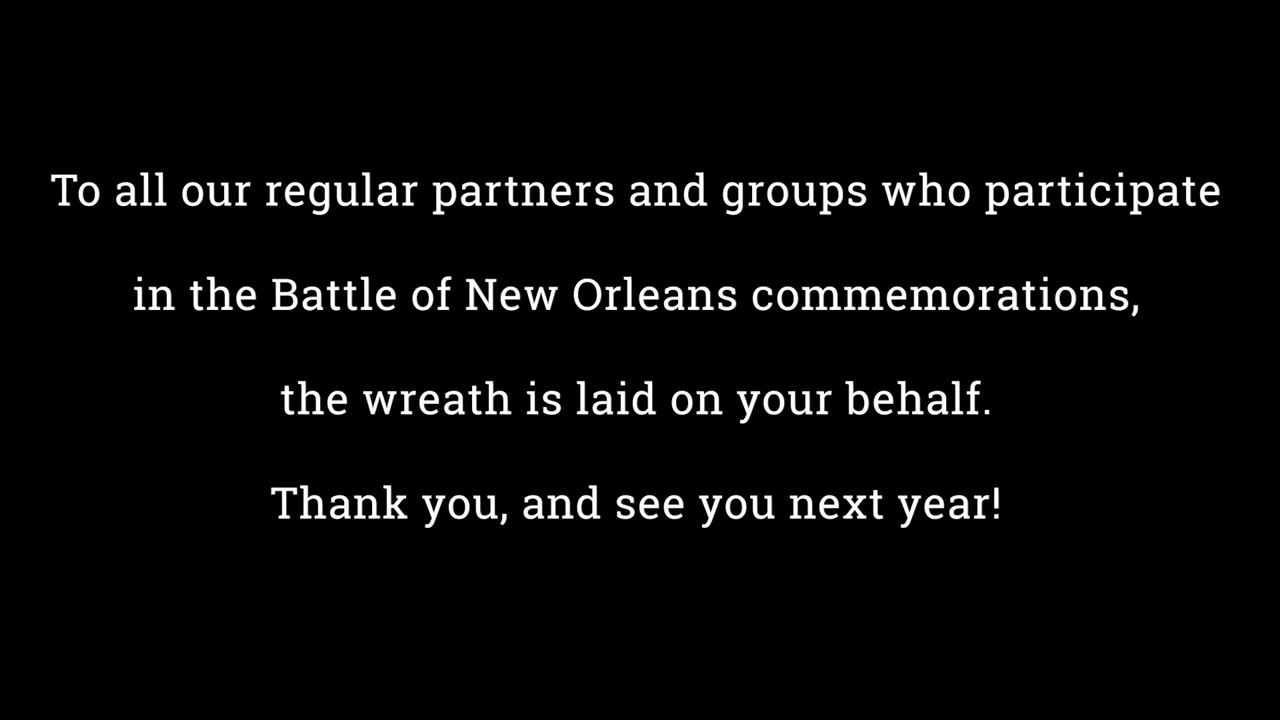 To all our regular partners and groups who participate
in the Battle of New Orleans commemorations,
the wreath is laid on your behalf.
Thank you, and see you next year!